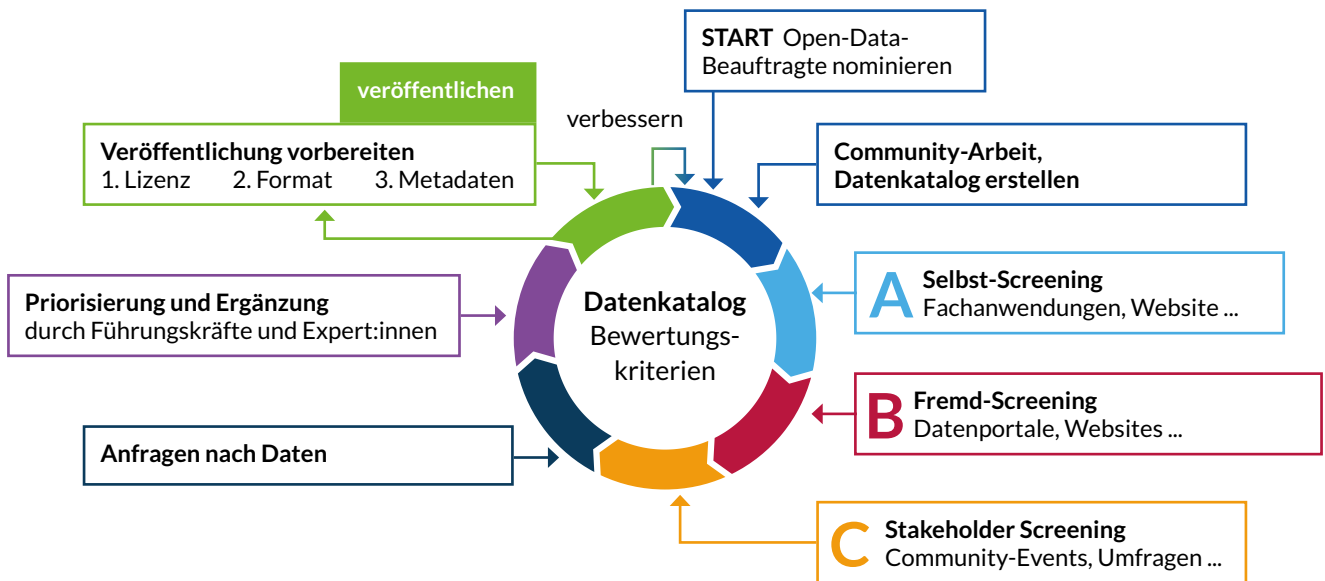 START Open-Data-
Beauftragte nominieren
veröffentlichen
verbessern
Veröffentlichung vorbereiten
1. Lizenz 2. Format 3. Metadaten
Community-Arbeit,
Datenkatalog erstellen
A Selbst-Screening
Fachanwendungen, Website ...
Priorisierung und Ergänzung
durch Führungskräfte und Expert:innen
Datenkatalog
Bewertungs-
kriterien
B Fremd-Screening
Datenportale, Websites ...
Anfragen nach Daten
C Stakeholder Screening
Community-Events, Umfragen ...